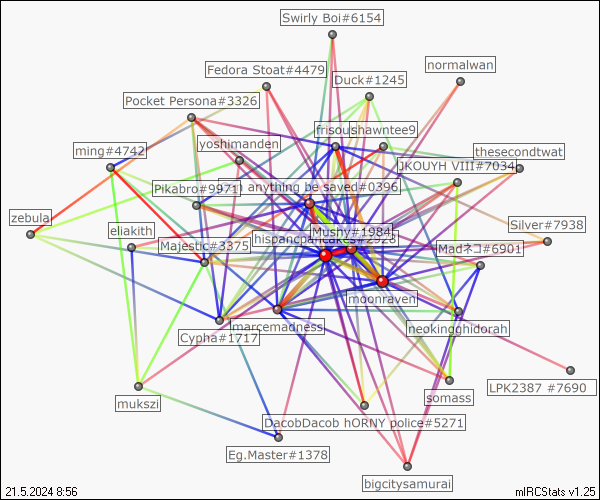 Swirly Boi#6154
normalwan
Fedora Stoat#4479
Duck#1245
Pocket Persona#3326
frisoushawntee9
yoshimanden
ming#4742
thesecondtwat
JKOUYH VIII#7034
Pikabro#9971
n anything be saved#0396
zebula
Silver#7938
eliakith
Mushy#1984
hispancpancakes#2928
Majestic#3375
Madネコ#6901
moonraven
marcemadness
neokingghidorah
Cypha#1717
LPK2387 #7690
somass
mukszi
DacobDacob hORNY police#5271
Eg.Master#1378
bigcitysamurai
21.5.2024 8:56
mIRCStats v1.25